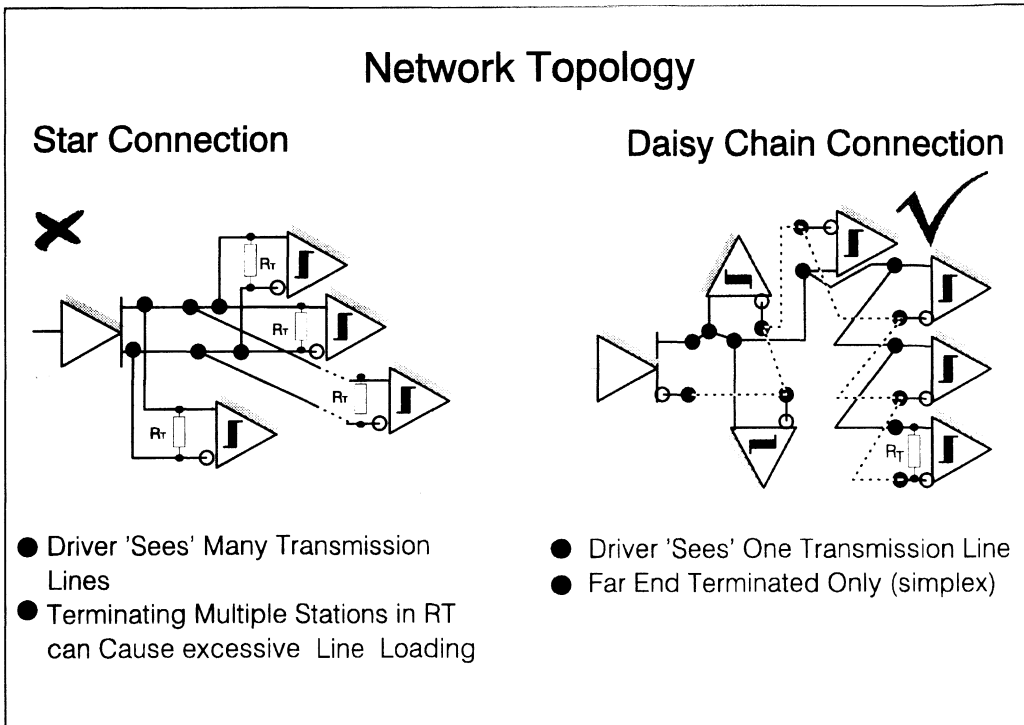 Network Topology
Star Connection
Daisy Chain Connection
RT
RT
RT
RT
RT
● Driver 'Sees' Many Transmission
Lines
● Terminating Multiple Stations in RT
can Cause excessive Line Loading
● Driver 'Sees' One Transmission Line
● Far End Terminated Only (simplex)